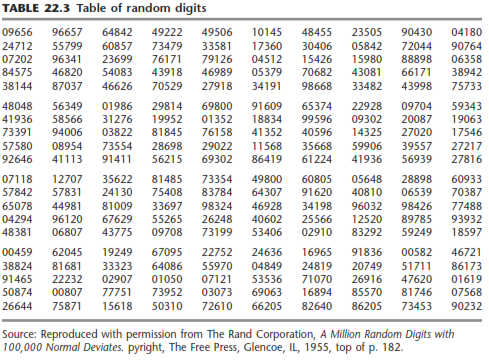 TABLE 22.3 Table of random digits
09656 96657 64842 49222 49506 10145 48455 23505 90430 04180
24712 55799 60857 73479 33581 17360 30406 05842 72044 90764
07202 96341 23699 76171 79126 04512 15426 15980 88898 06358
84575 46820 54083 43918 46989 05379 70682 43081 66171 38942
38144 87037 46626 70529 27918 34191 98668 33482 43998 75733
48048 56349 01986 29814 69800 91609 65374 22928 09704 59343
41936 58566 31276 19952 01352 18834 99596 09302 20087 19063
73391 94006 03822 81845 76158 41352 40596 14325 27020 17546
57580 08954 73554 28698 29022 11568 35668 59906 39557 27217
92646 41113 91411 56215 69302 86419 61224 41936 56939 27816
07118 12707 35622 81485 73354 49800 60805 05648 28898 60933
57842 57831 24130 75408 83784 64307 91620 40810 06539 70387
65078 44981 81009 33697 98324 46928 34198 96032 98426 77488
04294 96120 67629 55265 26248 40602 25566 12520 89785 93932
48381 06807 43775 09708 73199 53406 02910 83292 59249 18597
00459 62045 19249 67095 22752 24636 16965 91836 00582 46721
38824 81681 33323 64086 55970 04849 24819 20749 51711 86173
91465 22232 02907 01050 07121 53536 71070 26916 47620 01619
50874 00807 77751 73952 03073 69063 16894 85570 81746 07568
26644 75871 15618 50310 72610 66205 82640 86205 73453 90232
Source: Reproduced with permission from The Rand Corporation, A Million Random Digits with
100,000 Normal Deviates. pyright, The Free Press, Glencoe, IL, 1955, top of p. 182.